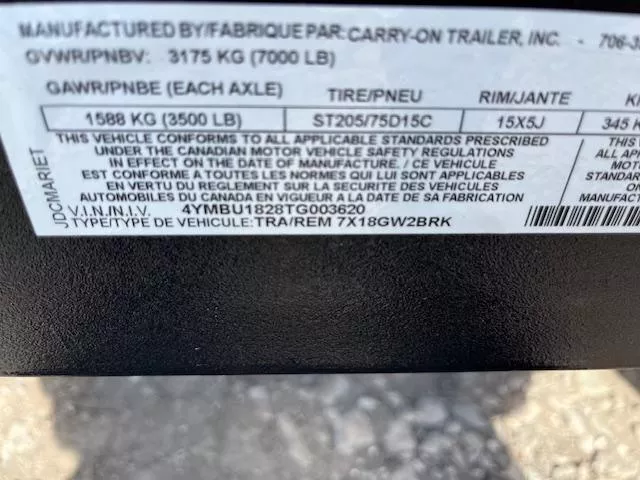 MANUFACTURED BY/FABRIQUE PAR: CARRY-ON TRAILER, INC. - 706-3
GVWR/PNBV: 3175 KG (7000 LB)
GAWR/PNBE (EACH AXLE) TIRE/PNEU RIM/JANTE
1588 KG (3500 LB) ST205/75D15C 15X5J 345 K
THIS VEHICLE CONFORMS TO ALL APPLICABLE STANDARDS PRESCRIBED
UNDER THE CANADIAN MOTOR VEHICLE SAFETY REGULATIONS
IN EFFECT ON THE DATE OF MANUFACTURE. / CE VEHICULE
EST CONFORME A TOUTES LES NORMES QUI LUI SONT APPLICABLES
EN VERTU DU REGLEMENT SUR LA SECURITE DES VEHICULES
AUTOMOBILES DU CANADA EN VIGUEUR A LA DATE DE SA FABRICATION
V.I.N./N.I.V. 4YMBU1828TG003620
TYPE/TYPE DE VEHICULE: TRA/REM 7X18GW2BRK
JDCMARIET
THIS V
ALL APP
MOTO
STANDARD
ON
MANUFACT